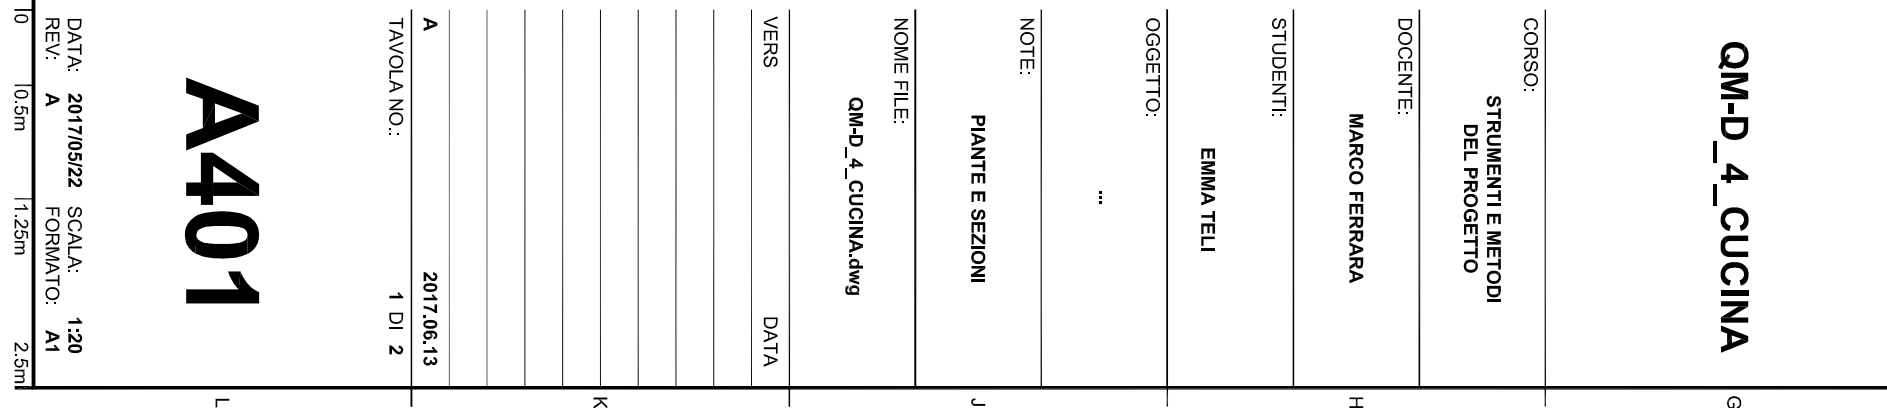 QM-D_4_CUCINA
CORSO:
STRUMENTI E METODI
DEL PROGETTO
DOCENTE:
MARCO FERRARA
STUDENTI:
EMMA TELI
OGGETTO:
...
NOTE:
PIANTE E SEZIONI
NOME FILE:
QM-D_4_CUCINA.dwg
VERS DATA
A 2017.06.13
TAVOLA NO.: 1 DI 2
A401
DATA: 2017/05/22 SCALA: 1:20
REV: A FORMATO: A1
0 0.5m 1.25m 2.5m
G
H
J
K
L